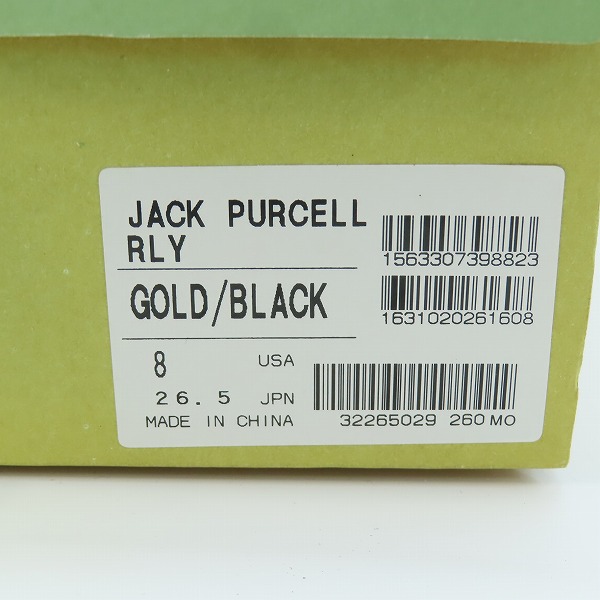 JACK PURCELL
RLY
1563307398823
GOLD/BLACK
1631020261608
8 USA
26.5 JPN
MADE IN CHINA
32265029 260 MO